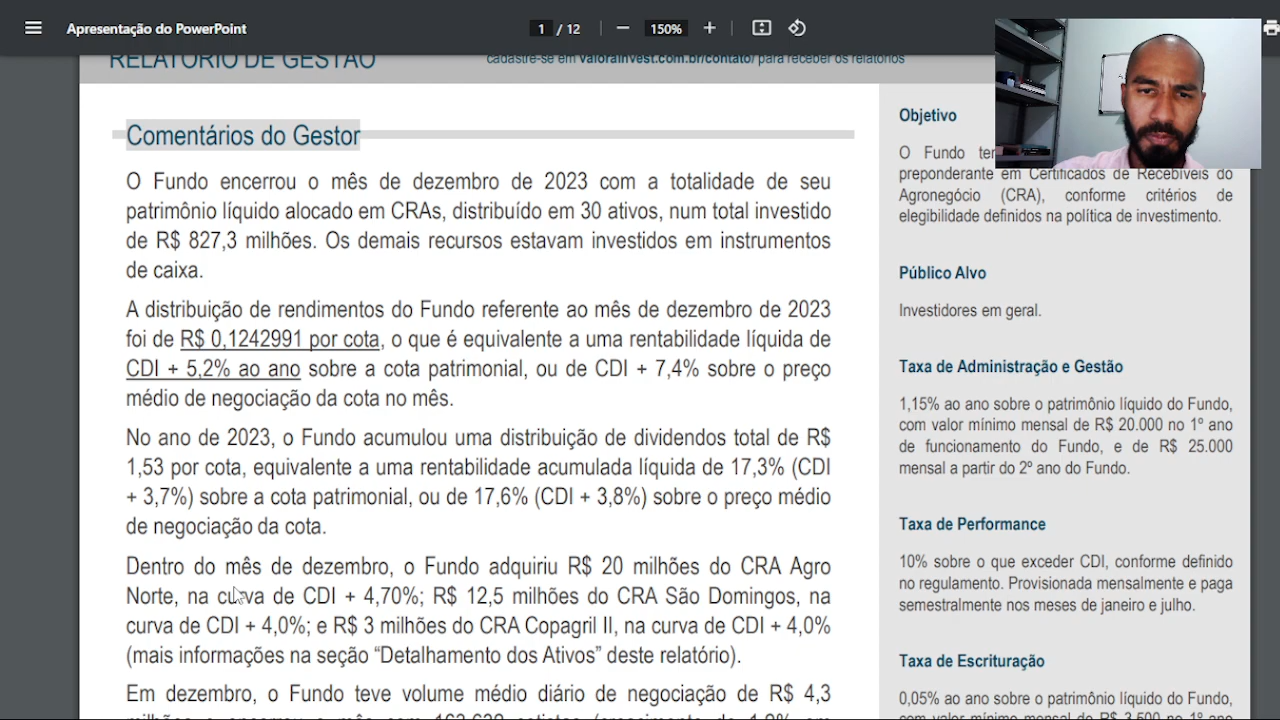 Apresentação do PowerPoint
1 / 12
150%
RELATÓRIO DE GESTÃO
cadastre-se em valorainvest.com.br/contato/ para receber os relatórios
Comentários do Gestor
O Fundo encerrou o mês de dezembro de 2023 com a totalidade de seu
patrimônio líquido alocado em CRAs, distribuído em 30 ativos, num total investido
de R$ 827,3 milhões. Os demais recursos estavam investidos em instrumentos
de caixa.
A distribuição de rendimentos do Fundo referente ao mês de dezembro de 2023
foi de R$ 0,1242991 por cota, o que é equivalente a uma rentabilidade líquida de
CDI + 5,2% ao ano sobre a cota patrimonial, ou de CDI + 7,4% sobre o preço
médio de negociação da cota no mês.
No ano de 2023, o Fundo acumulou uma distribuição de dividendos total de R$
1,53 por cota, equivalente a uma rentabilidade acumulada líquida de 17,3% (CDI
+ 3,7%) sobre a cota patrimonial, ou de 17,6% (CDI + 3,8%) sobre o preço médio
de negociação da cota.
Dentro do mês de dezembro, o Fundo adquiriu R$ 20 milhões do CRA Agro
Norte, na curva de CDI + 4,70%; R$ 12,5 milhões do CRA São Domingos, na
curva de CDI + 4,0%; e R$ 3 milhões do CRA Copagril II, na curva de CDI + 4,0%
(mais informações na seção “Detalhamento dos Ativos” deste relatório).
Em dezembro, o Fundo teve volume médio diário de negociação de R$ 4,3
Objetivo
O Fundo
preponderante em Certificados de Recebíveis do
Agronegócio (CRA), conforme critérios de
elegibilidade definidos na política de investimento.
Público Alvo
Investidores em geral.
Taxa de Administração e Gestão
1,15% ao ano sobre o patrimônio líquido do Fundo,
com valor mínimo mensal de R$ 20.000 no 1º ano
de funcionamento do Fundo, e de R$ 25.000
mensal a partir do 2º ano do Fundo.
Taxa de Performance
10% sobre o que exceder CDI, conforme definido
no regulamento. Provisionada mensalmente e paga
semestralmente nos meses de janeiro e julho.
Taxa de Escrituração
0,05% ao ano sobre o patrimônio líquido do Fundo,